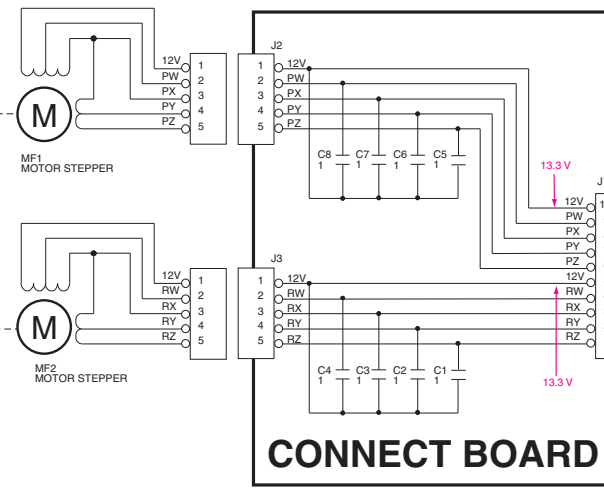 J2
12V 1 1 12V
PW 2 2 PW
PX 3 3 PX
PY 4 4 PY
PZ 5 5 PZ
M
MF1
MOTOR STEPPER
C8 C7 C6 C5
1 1 1 1
13.3 V
12V 1
PW
PX
PY
PZ
12V
RW
RX
RY
RZ
J3
12V 1 1 12V
RW 2 2 RW
RX 3 3 RX
RY 4 4 RY
RZ 5 5 RZ
M
MF2
MOTOR STEPPER
C4 C3 C2 C1
1 1 1 1
13.3 V
CONNECT BOARD